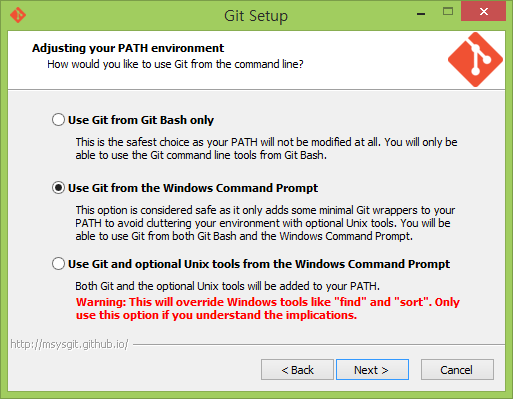 Git Setup
Adjusting your PATH environment
How would you like to use Git from the command line?
Use Git from Git Bash only
This is the safest choice as your PATH will not be modified at all. You will only be
able to use the Git command line tools from Git Bash.
Use Git from the Windows Command Prompt
This option is considered safe as it only adds some minimal Git wrappers to your
PATH to avoid cluttering your environment with optional Unix tools. You will be
able to use Git from both Git Bash and the Windows Command Prompt.
Use Git and optional Unix tools from the Windows Command Prompt
Both Git and the optional Unix tools will be added to your PATH.
Warning: This will override Windows tools like "find" and "sort". Only
use this option if you understand the implications.
http://msysgit.github.io/
< Back
Next >
Cancel